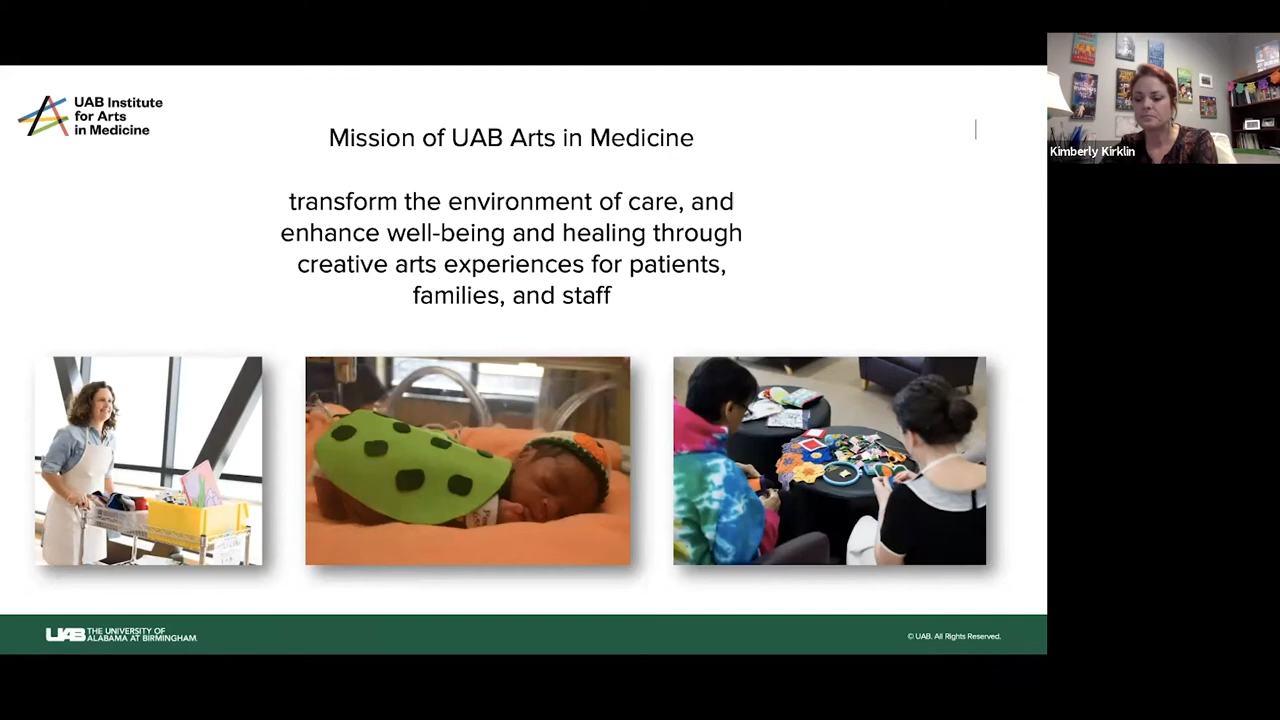 UAB Institute
for Arts
in Medicine
Mission of UAB Arts in Medicine
transform the environment of care, and
enhance well-being and healing through
creative arts experiences for patients,
families, and staff
Kimberly Kirklin
UAB THE UNIVERSITY OF
ALABAMA AT BIRMINGHAM.
© UAB. All Rights Reserved.